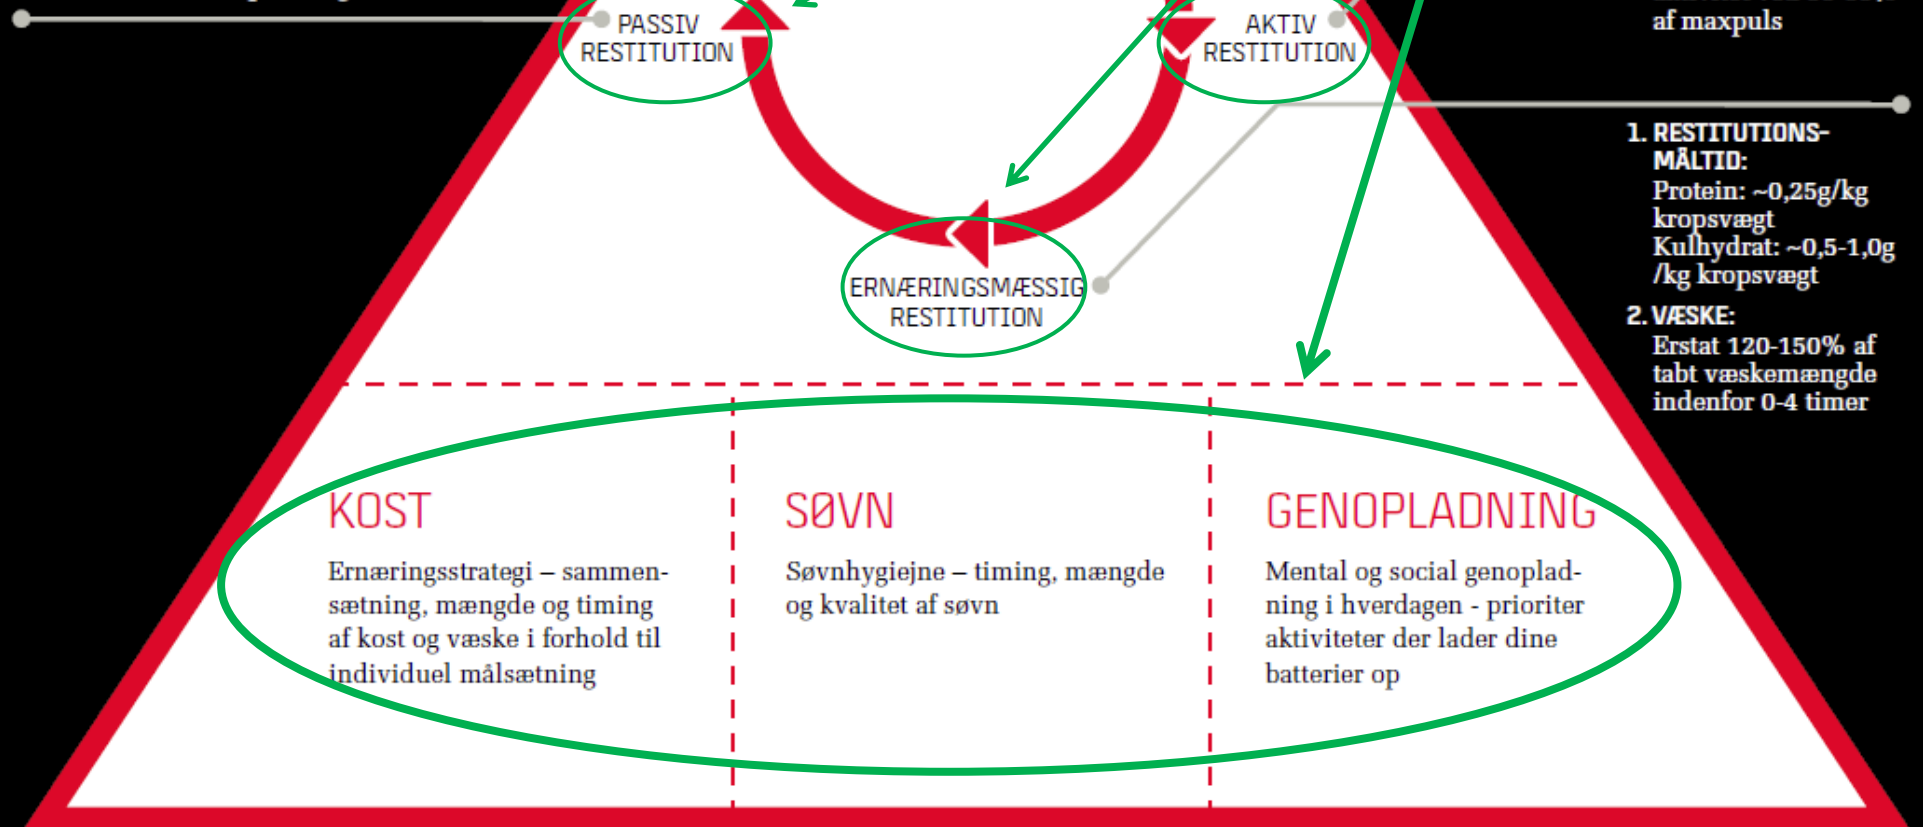 af maxpuls
PASSIV
RESTITUTION
AKTIV
RESTITUTION
1. RESTITUTIONS-
MÅLTID:
Protein: ~0,25g/kg
kropsvægt
Kulhydrat: ~0,5-1,0g
/kg kropsvægt
2. VÆSKE:
Erstat 120-150% af
tabt væskemængde
indenfor 0-4 timer
ERNÆRINGSMÆSSIG
RESTITUTION
KOST
Ernæringsstrategi – sammen-
sætning, mængde og timing
af kost og væske i forhold til
individuel målsætning
SØVN
Søvnhygiejne – timing, mængde
og kvalitet af søvn
GENOPLADNING
Mental og social genoplad-
ning i hverdagen - prioriter
aktiviteter der lader dine
batterier op